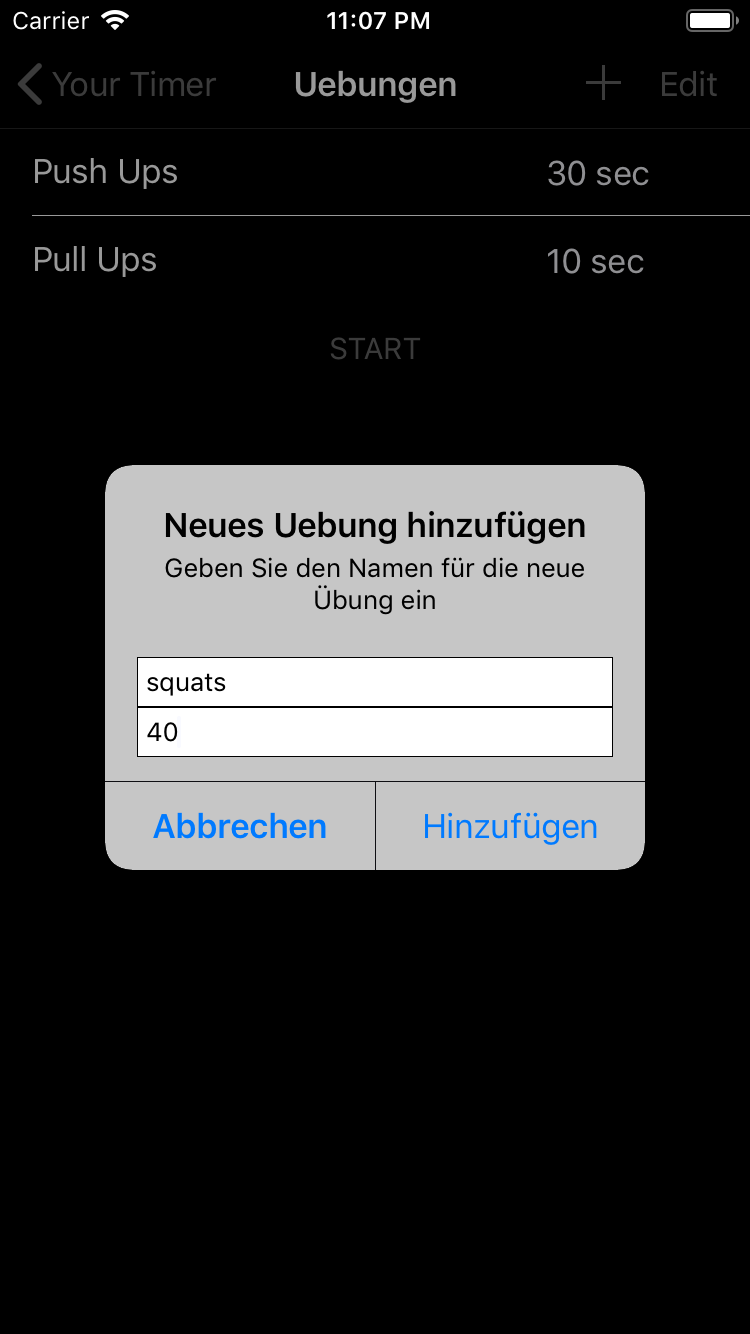 Carrier 11:07 PM
Your Timer Uebungen + Edit
Push Ups 30 sec
Pull Ups 10 sec
START
Neues Uebung hinzufügen
Geben Sie den Namen für die neue
Übung ein
squats
40
Abbrechen Hinzufügen